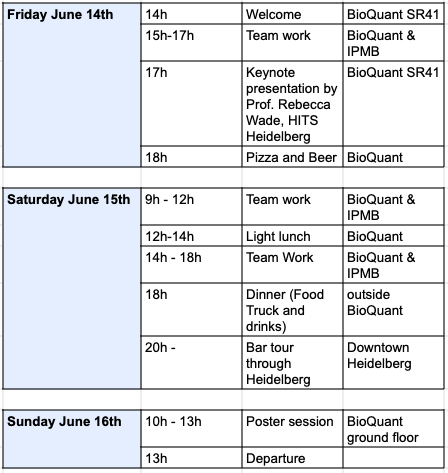 Friday June 14th 14h Welcome BioQuant SR41
15h-17h Team work BioQuant &
IPMB
17h Keynote BioQuant SR41
presentation by
Prof. Rebecca
Wade, HITS
Heidelberg
18h Pizza and Beer BioQuant
Saturday June 15th 9h - 12h Team work BioQuant &
IPMB
12h-14h Light lunch BioQuant
14h - 18h Team Work BioQuant &
IPMB
18h Dinner (Food outside
Truck and BioQuant
drinks)
20h - Bar tour Downtown
through Heidelberg
Heidelberg
Sunday June 16th 10h - 13h Poster session BioQuant
ground floor
13h Departure